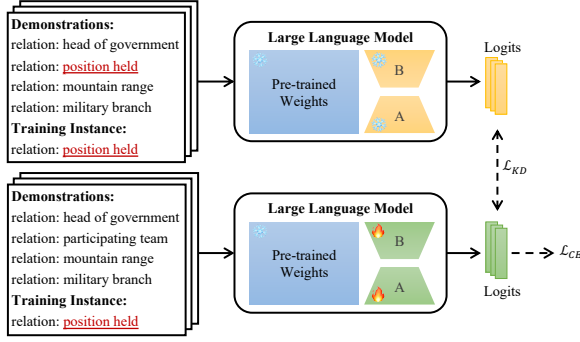 Demonstrations:
relation: head of government
relation: position held
relation: mountain range
relation: military branch
Training Instance:
relation: position held
Large Language Model
Pre-trained
Weights
B
A
Logits
ℒ_KD
Demonstrations:
relation: head of government
relation: participating team
relation: mountain range
relation: military branch
Training Instance:
relation: position held
Large Language Model
Pre-trained
Weights
B
A
Logits
ℒ_CE